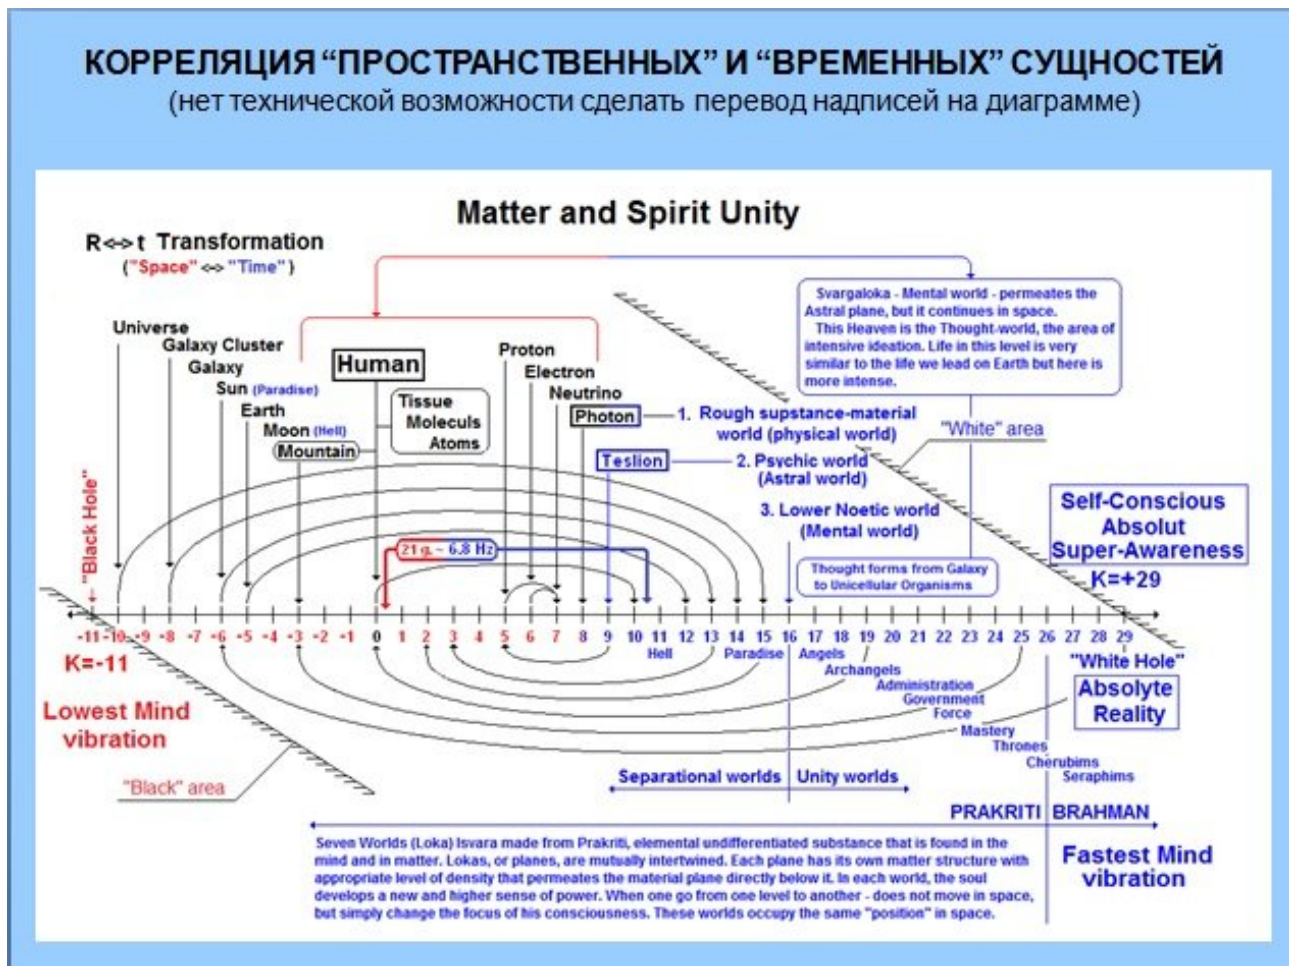 КОРРЕЛЯЦИЯ “ПРОСТРАНСТВЕННЫХ” И “ВРЕМЕННЫХ” СУЩНОСТЕЙ
(нет технической возможности сделать перевод надписей на диаграмме)
Matter and Spirit Unity
R<=>t Transformation
("Space" <=> "Time")
Universe
Galaxy Cluster
Galaxy
Sun (Paradise)
Earth
Moon (Hell)
Mountain
Human
Tissue
Moleculs
Atoms
Proton
Electron
Neutrino
Photon
Teslion
1. Rough supstance-material
world (physical world)
2. Psychic world
(Astral world)
3. Lower Noetic world
(Mental world)
Svargaloka - Mental world - permeates the
Astral plane, but it continues in space.
This Heaven is the Thought-world, the area of
intensive ideation. Life in this level is very
similar to the life we lead on Earth but here is
more intense.
"White" area
Thought forms from Galaxy
to Unicellular Organisms
Self-Conscious
Absolut
Super-Awareness
K=+29
"Black Hole"
21 g. ~ 6.8 Hz
-11 -10 -9 -8 -7 -6 -5 -4 -3 -2 -1 0 1 2 3 4 5 6 7 8 9 10 11 12 13 14 15 16 17 18 19 20 21 22 23 24 25 26 27 28 29
K=-11
Lowest Mind
vibration
"Black" area
Hell
Paradise
Angels
Archangels
Administration
Government
Force
Mastery
Thrones
Cherubims
Seraphims
"White Hole"
Absolyte
Reality
Separational worlds
Unity worlds
PRAKRITI
BRAHMAN
Seven Worlds (Loka) Isvara made from Prakriti, elemental undifferentiated substance that is found in the
mind and in matter. Lokas, or planes, are mutually intertwined. Each plane has its own matter structure with
appropriate level of density that permeates the material plane directly below it. In each world, the soul
develops a new and higher sense of power. When one go from one level to another - does not move in space,
but simply change the focus of his consciousness. These worlds occupy the same "position" in space.
Fastest Mind
vibration